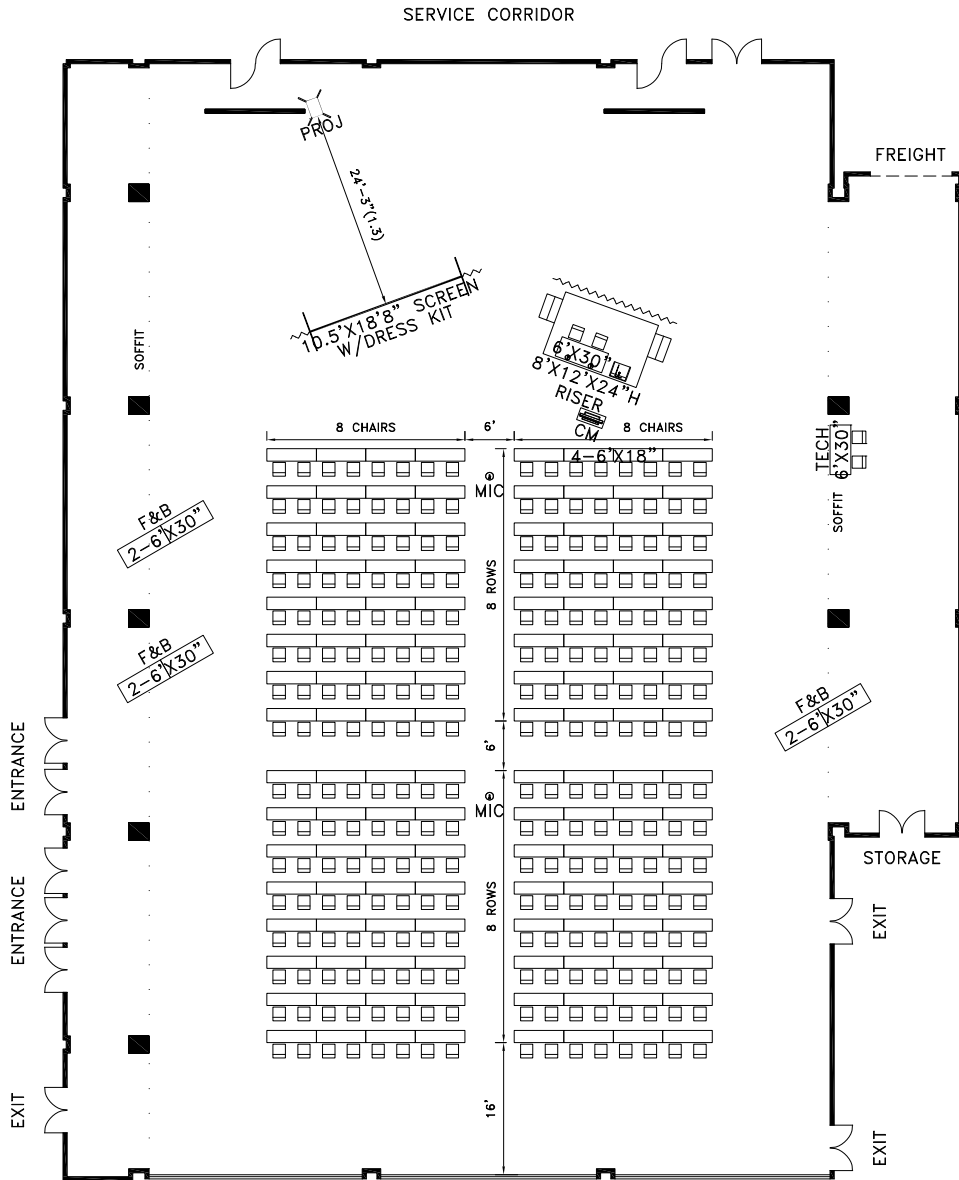 SERVICE CORRIDOR
PROJ
FREIGHT
24'-3"(1.3)
SOFFIT
10.5'X18'8" SCREEN
W/DRESS KIT
6'X30"
8'X12'X24"H
RISER
CM
8 CHAIRS
6'
8 CHAIRS
4-6'X18"
TECH
6'X30"
MIC
SOFFIT
F&B
2-6'X30"
8 ROWS
F&B
2-6'X30"
F&B
2-6'X30"
ENTRANCE
6'
MIC
STORAGE
ENTRANCE
8 ROWS
EXIT
EXIT
16'
EXIT